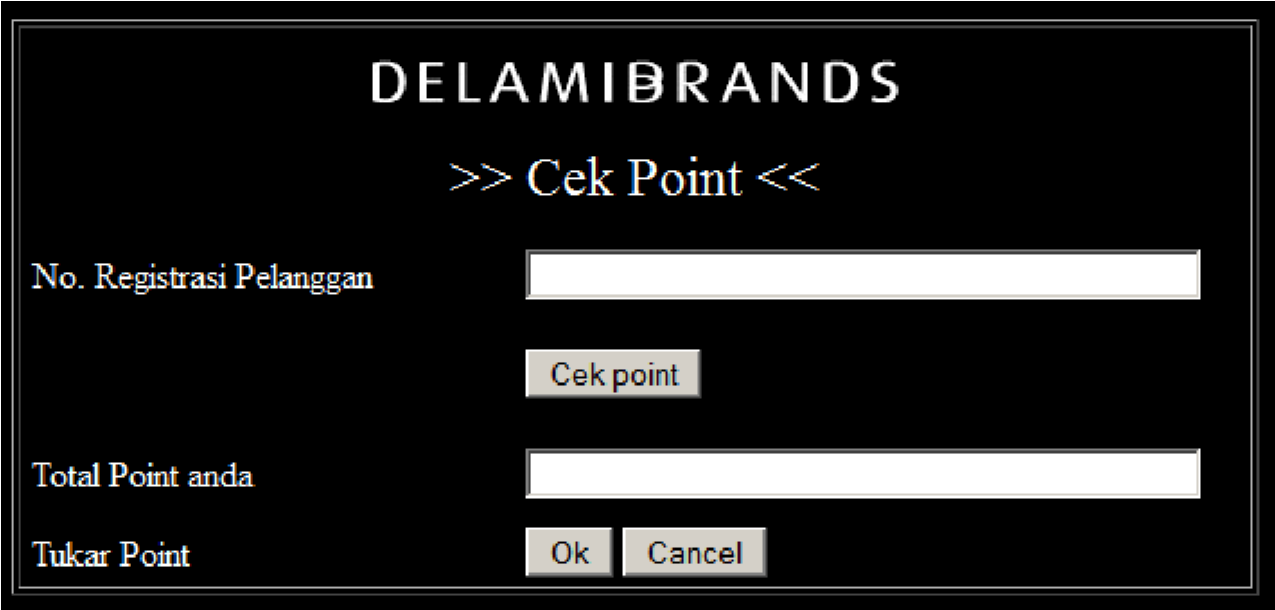 DELAMIBRANDS
>> Cek Point <<
No. Registrasi Pelanggan
Cek point
Total Point anda
Tukar Point Ok Cancel